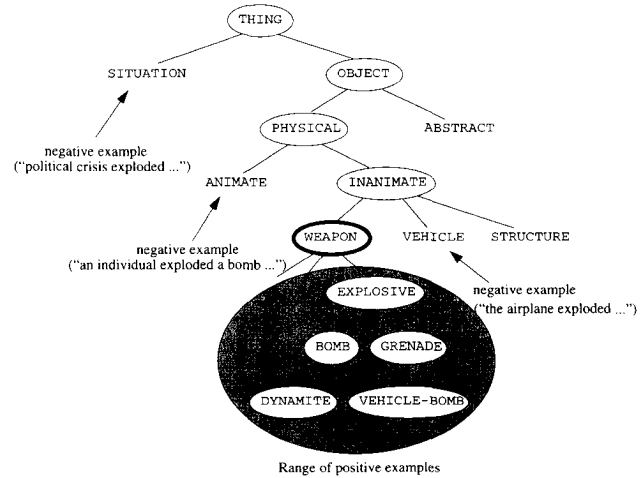 THING
SITUATION
OBJECT
negative example
("political crisis exploded ...")
PHYSICAL
ABSTRACT
ANIMATE
INANIMATE
negative example
("an individual exploded a bomb ...")
WEAPON
VEHICLE
STRUCTURE
negative example
("the airplane exploded ...")
EXPLOSIVE
BOMB
GRENADE
DYNAMITE
VEHICLE-BOMB
Range of positive examples